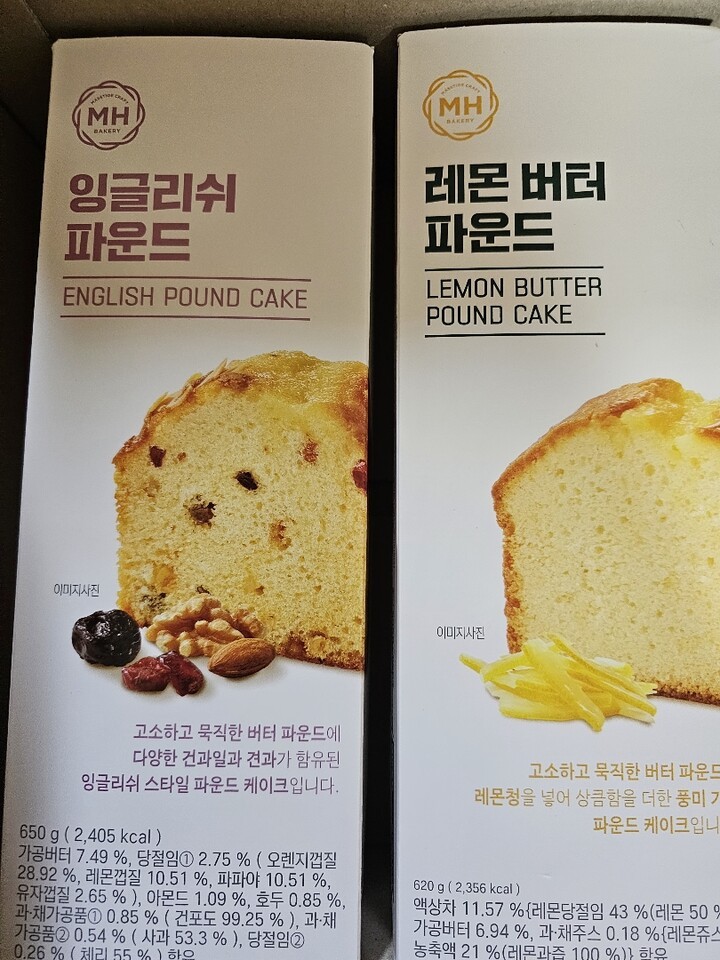 MH
BAKERY
잉글리쉬
파운드
ENGLISH POUND CAKE
이미지사진
고소하고 묵직한 버터 파운드에
다양한 건과일과 견과가 함유된
잉글리쉬 스타일 파운드 케이크입니다.
650 g ( 2,405 kcal )
가공버터 7.49 %, 당절임① 2.75 % ( 오렌지껍질
28.92 %, 레몬껍질 10.51 %, 파파야 10.51 %,
유자껍질 2.65 % ), 아몬드 1.09 %, 호두 0.85 %,
과·채가공품① 0.85 % ( 건포도 99.25 % ), 과·채
가공품② 0.54 % ( 사과 53.3 % ), 당절임②
0.26 % ( 체리 55 % ) 함유
MH
BAKERY
레몬 버터
파운드
LEMON BUTTER
POUND CAKE
이미지사진
고소하고 묵직한 버터 파운드
레몬청을 넣어 상큼함을 더한 풍미
파운드 케이크입니
620 g ( 2,356 kcal )
액상차 11.57 %{레몬당절임 43 %(레몬 50 %
가공버터 6.94 %, 과·채주스 0.18 %{레몬주스
농축액 21 %(레몬과즙 100 %)} 함유